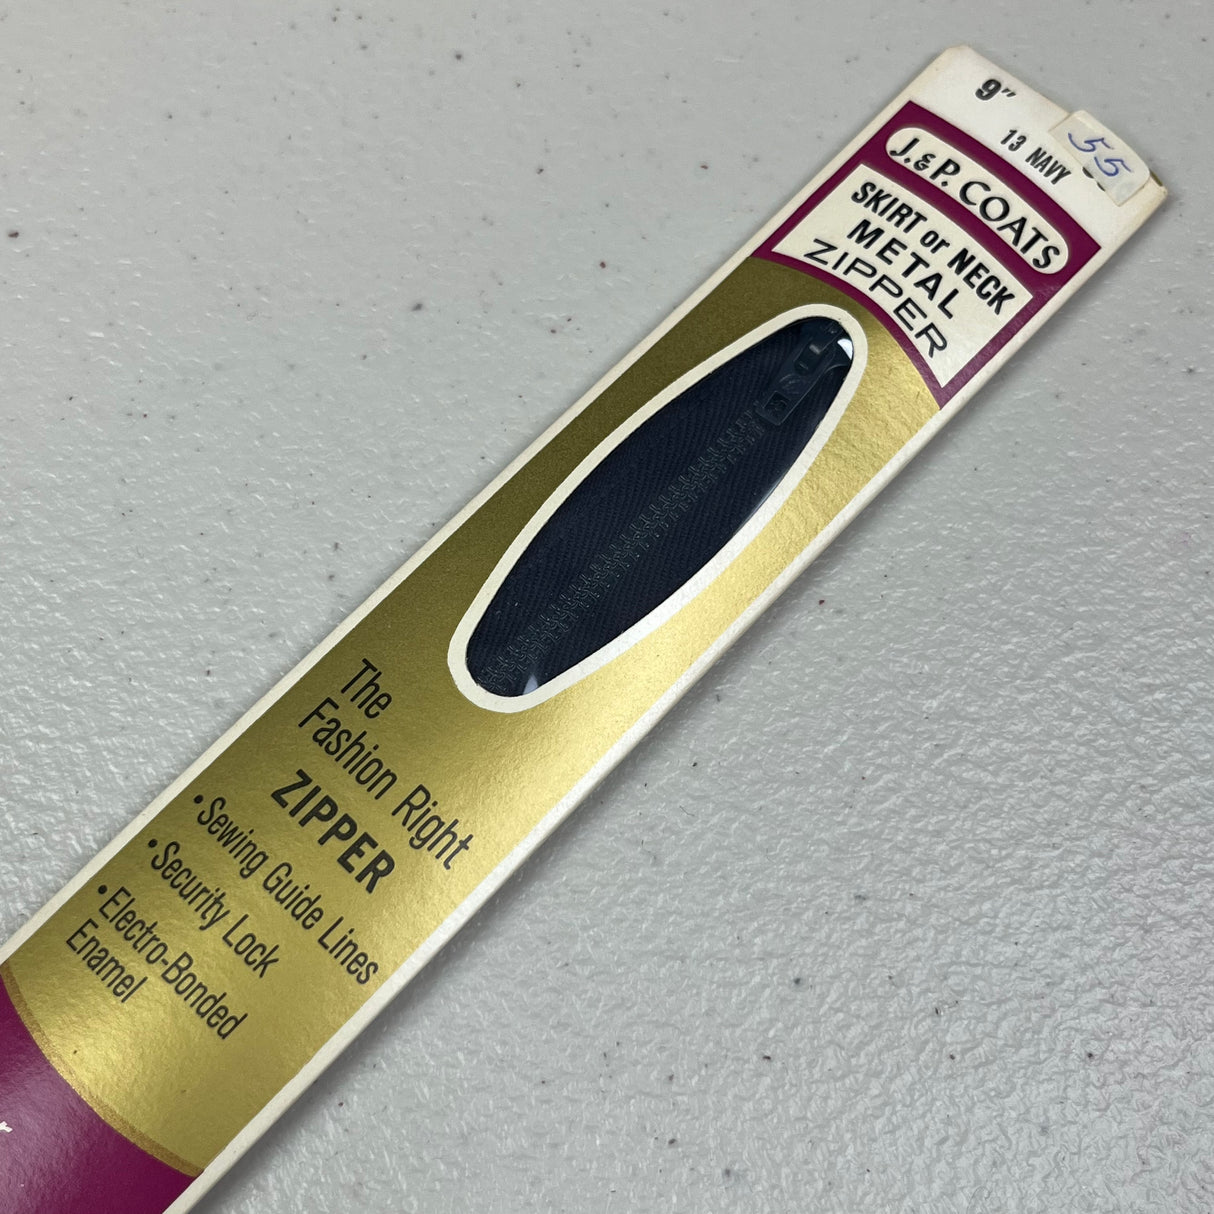 9"
13 NAVY
55
J.&P. COATS
SKIRT or NECK
METAL
ZIPPER
The
Fashion Right
ZIPPER
•Sewing Guide Lines
•Security Lock
•Electro-Bonded
Enamel